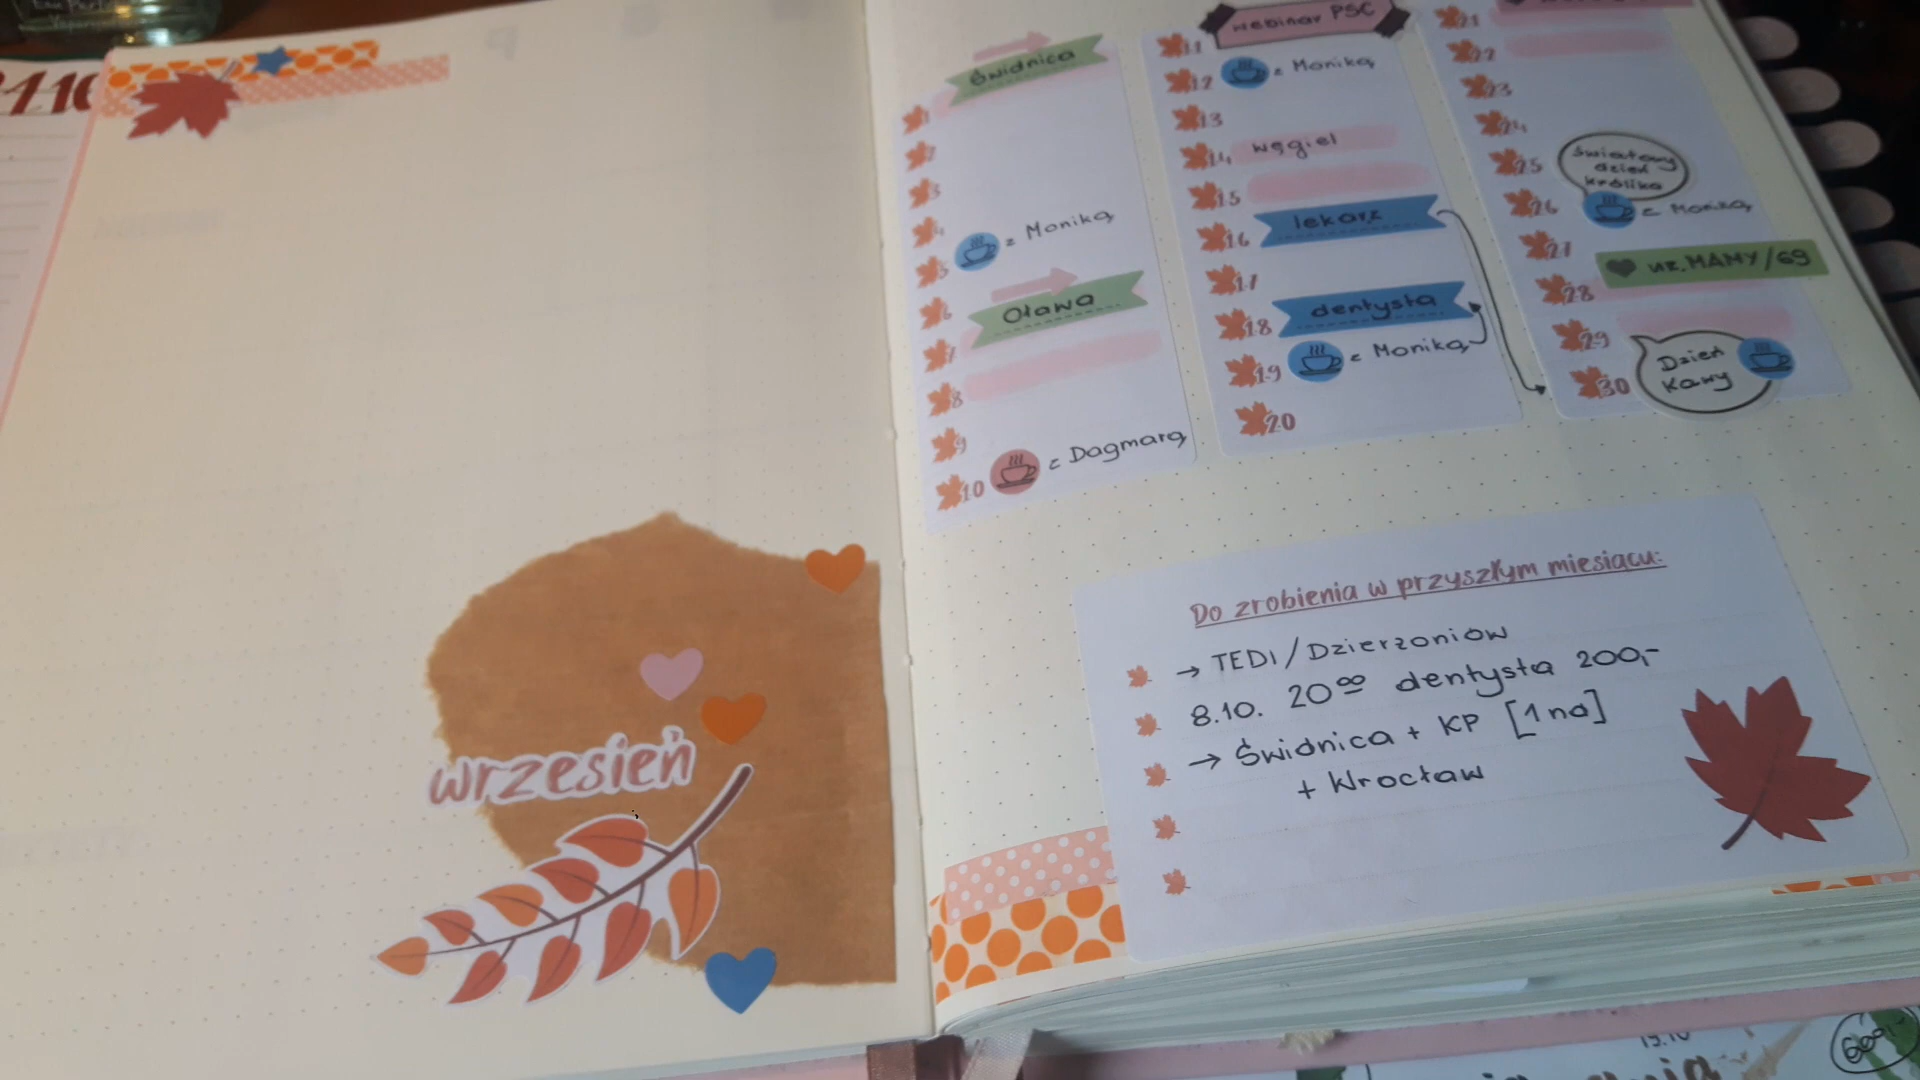 wrzesień
Świdnica
1
2
3
4
5
z Moniką
6
Oława
7
8
9
10
z Dagmarą
11
webinar PSC
12
z Moniką
13
14
węgiel
15
16
lekarz
17
18
dentysta
19
z Moniką
20
21
22
23
24
25
Światowy
dzień
królika
26
z Moniką
27
28
ur. MAMY/69
29
30
Dzień
Kawy
Do zrobienia w przyszłym miesiącu:
→ TEDI/Dzierżoniów
8.10. 20⁰⁰ dentysta 200,-
→ Świdnica + KP [1 na]
+ Wrocław